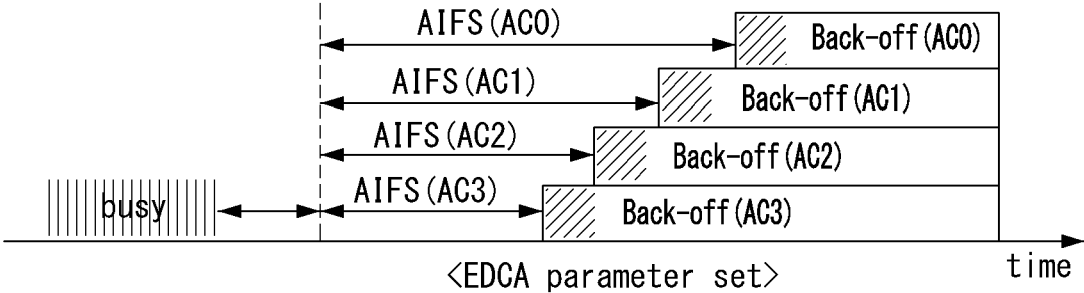 AIFS(AC0)
Back-off(AC0)
AIFS(AC1)
Back-off(AC1)
AIFS(AC2)
Back-off(AC2)
AIFS(AC3)
busy
Back-off(AC3)
time
<EDCA parameter set>